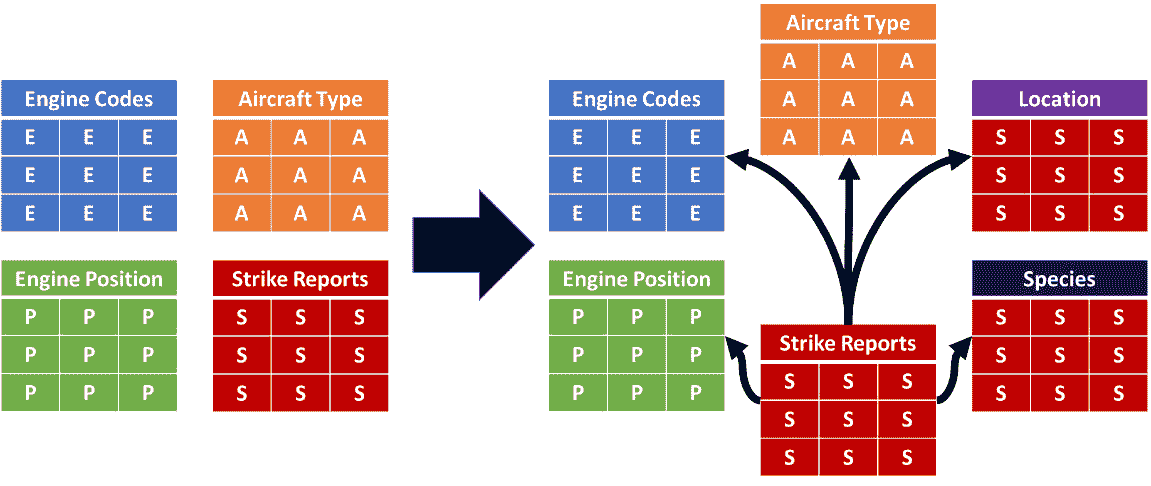 Engine Codes
E E E
E E E
E E E
Aircraft Type
A A A
A A A
A A A
Engine Position
P P P
P P P
P P P
Strike Reports
S S S
S S S
S S S
Engine Codes
E E E
E E E
E E E
Aircraft Type
A A A
A A A
A A A
Location
S S S
S S S
S S S
Engine Position
P P P
P P P
P P P
Strike Reports
S S S
S S S
S S S
Species
S S S
S S S
S S S